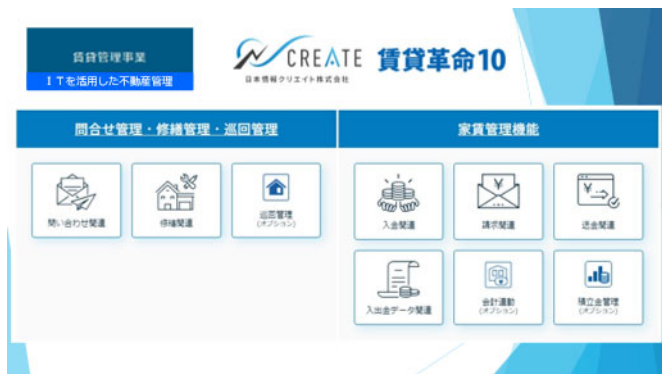 賃貸管理事業
ITを活用した不動産管理
CREATE
日本情報クリエイト株式会社
賃貸革命10
問合せ管理・修繕管理・巡回管理
家賃管理機能
問い合わせ関連
修繕関連
巡回管理
(オプション)
入金関連
請求関連
送金関連
入出金データ関連
会計連動
(オプション)
積立金管理
(オプション)